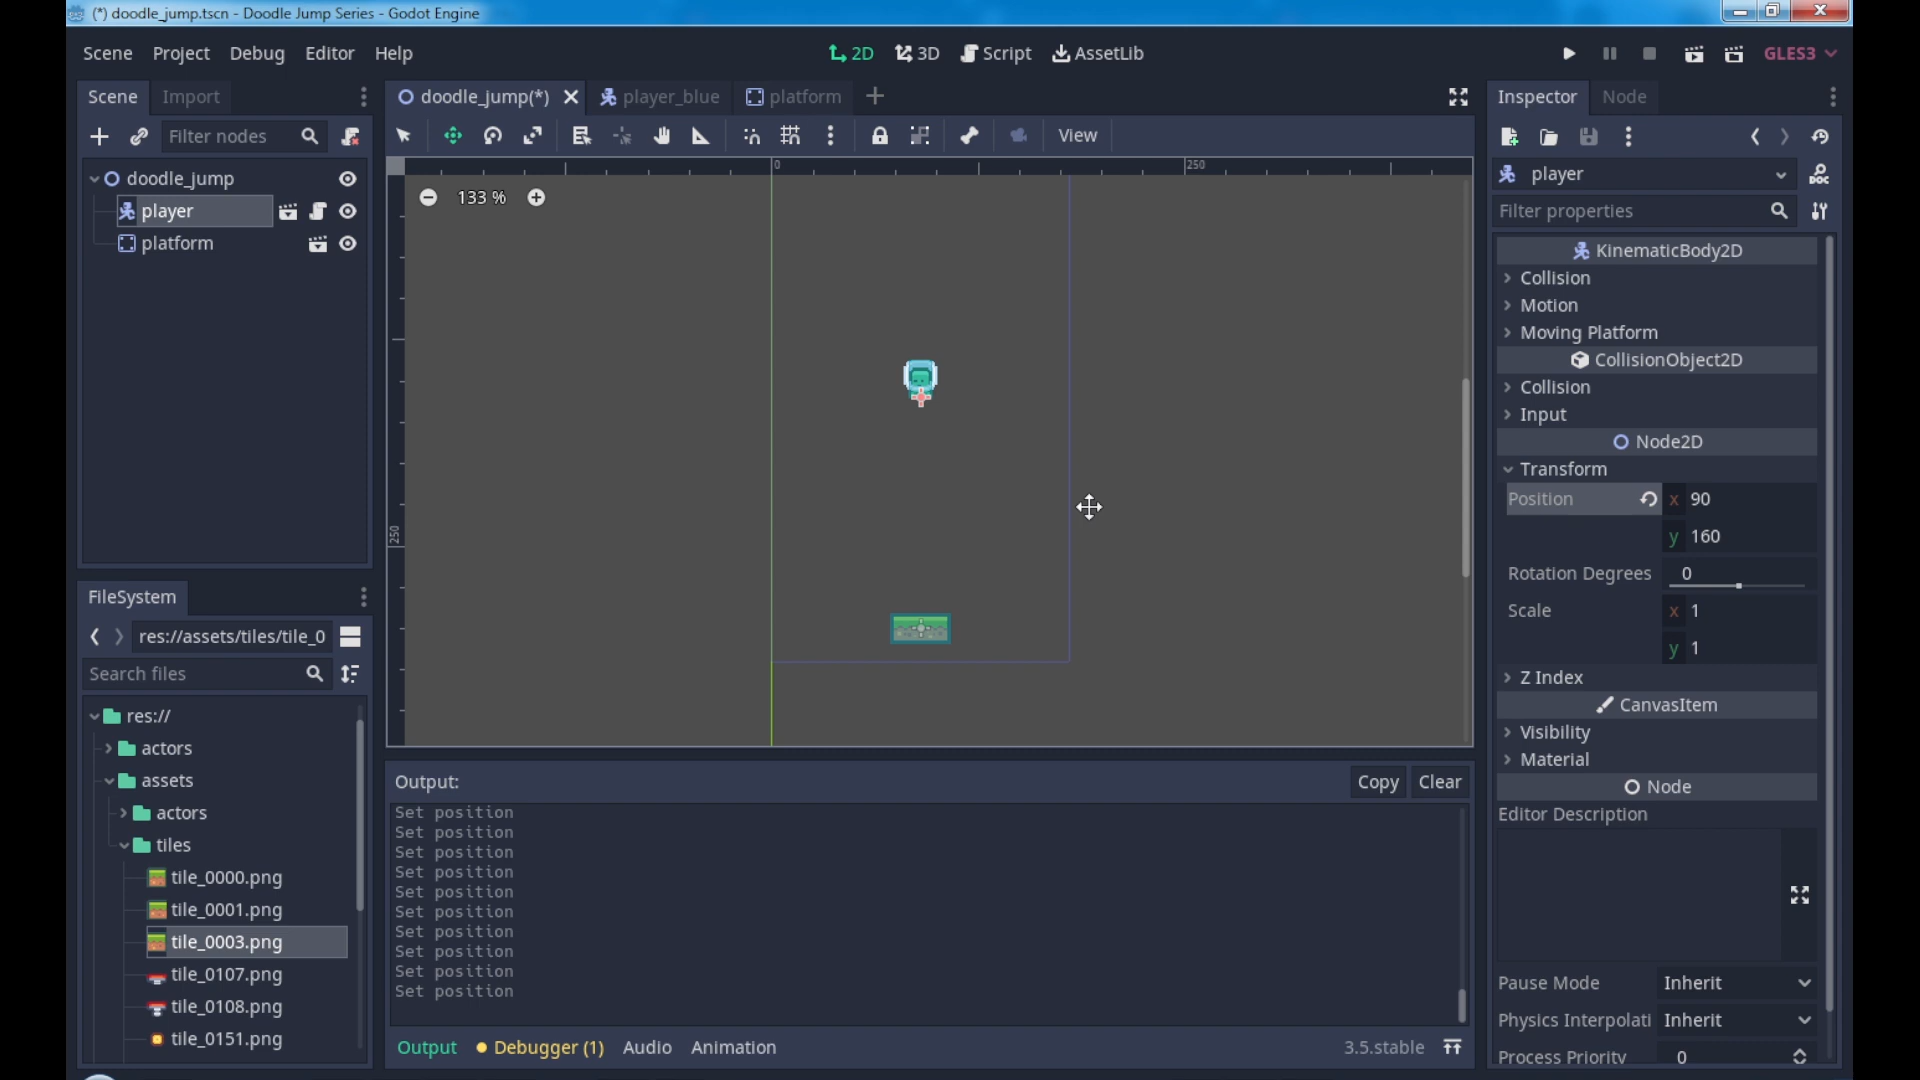 (*) doodle_jump.tscn - Doodle Jump Series - Godot Engine
Scene Project Debug Editor Help
2D 3D Script AssetLib
GLES3
Scene Import
doodle_jump(*) player_blue platform
Inspector Node
Filter nodes
View
doodle_jump
player
platform
0
250
133 %
250
player
Filter properties
KinematicBody2D
Collision
Motion
Moving Platform
CollisionObject2D
Collision
Input
Node2D
Transform
Position x 90
y 160
Rotation Degrees 0
Scale x 1
y 1
Z Index
CanvasItem
Visibility
Material
Node
Editor Description
Pause Mode Inherit
Physics Interpolati Inherit
Process Priority 0
FileSystem
res://assets/tiles/tile_0
Search files
res://
actors
assets
actors
tiles
tile_0000.png
tile_0001.png
tile_0003.png
tile_0107.png
tile_0108.png
tile_0151.png
Output:
Copy Clear
Set position
Set position
Set position
Set position
Set position
Set position
Set position
Set position
Set position
Set position
Output Debugger (1) Audio Animation
3.5.stable